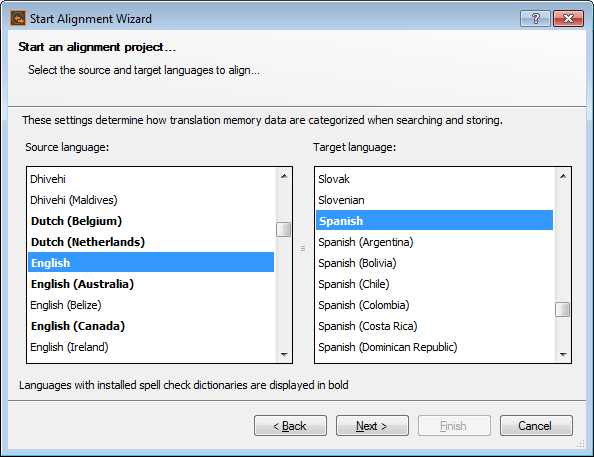 Start Alignment Wizard
Start an alignment project...
Select the source and target languages to align...
These settings determine how translation memory data are categorized when searching and storing.
Source language:
Target language:
Dhivehi
Dhivehi (Maldives)
Dutch (Belgium)
Dutch (Netherlands)
English
English (Australia)
English (Belize)
English (Canada)
English (Ireland)
Slovak
Slovenian
Spanish
Spanish (Argentina)
Spanish (Bolivia)
Spanish (Chile)
Spanish (Colombia)
Spanish (Costa Rica)
Spanish (Dominican Republic)
Languages with installed spell check dictionaries are displayed in bold
< Back
Next >
Finish
Cancel